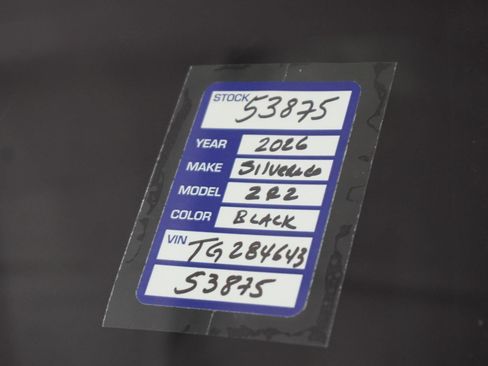 STOCK 53875
YEAR 2026
MAKE Silverado
MODEL ZR2
COLOR BLACK
VIN TG284643
53875